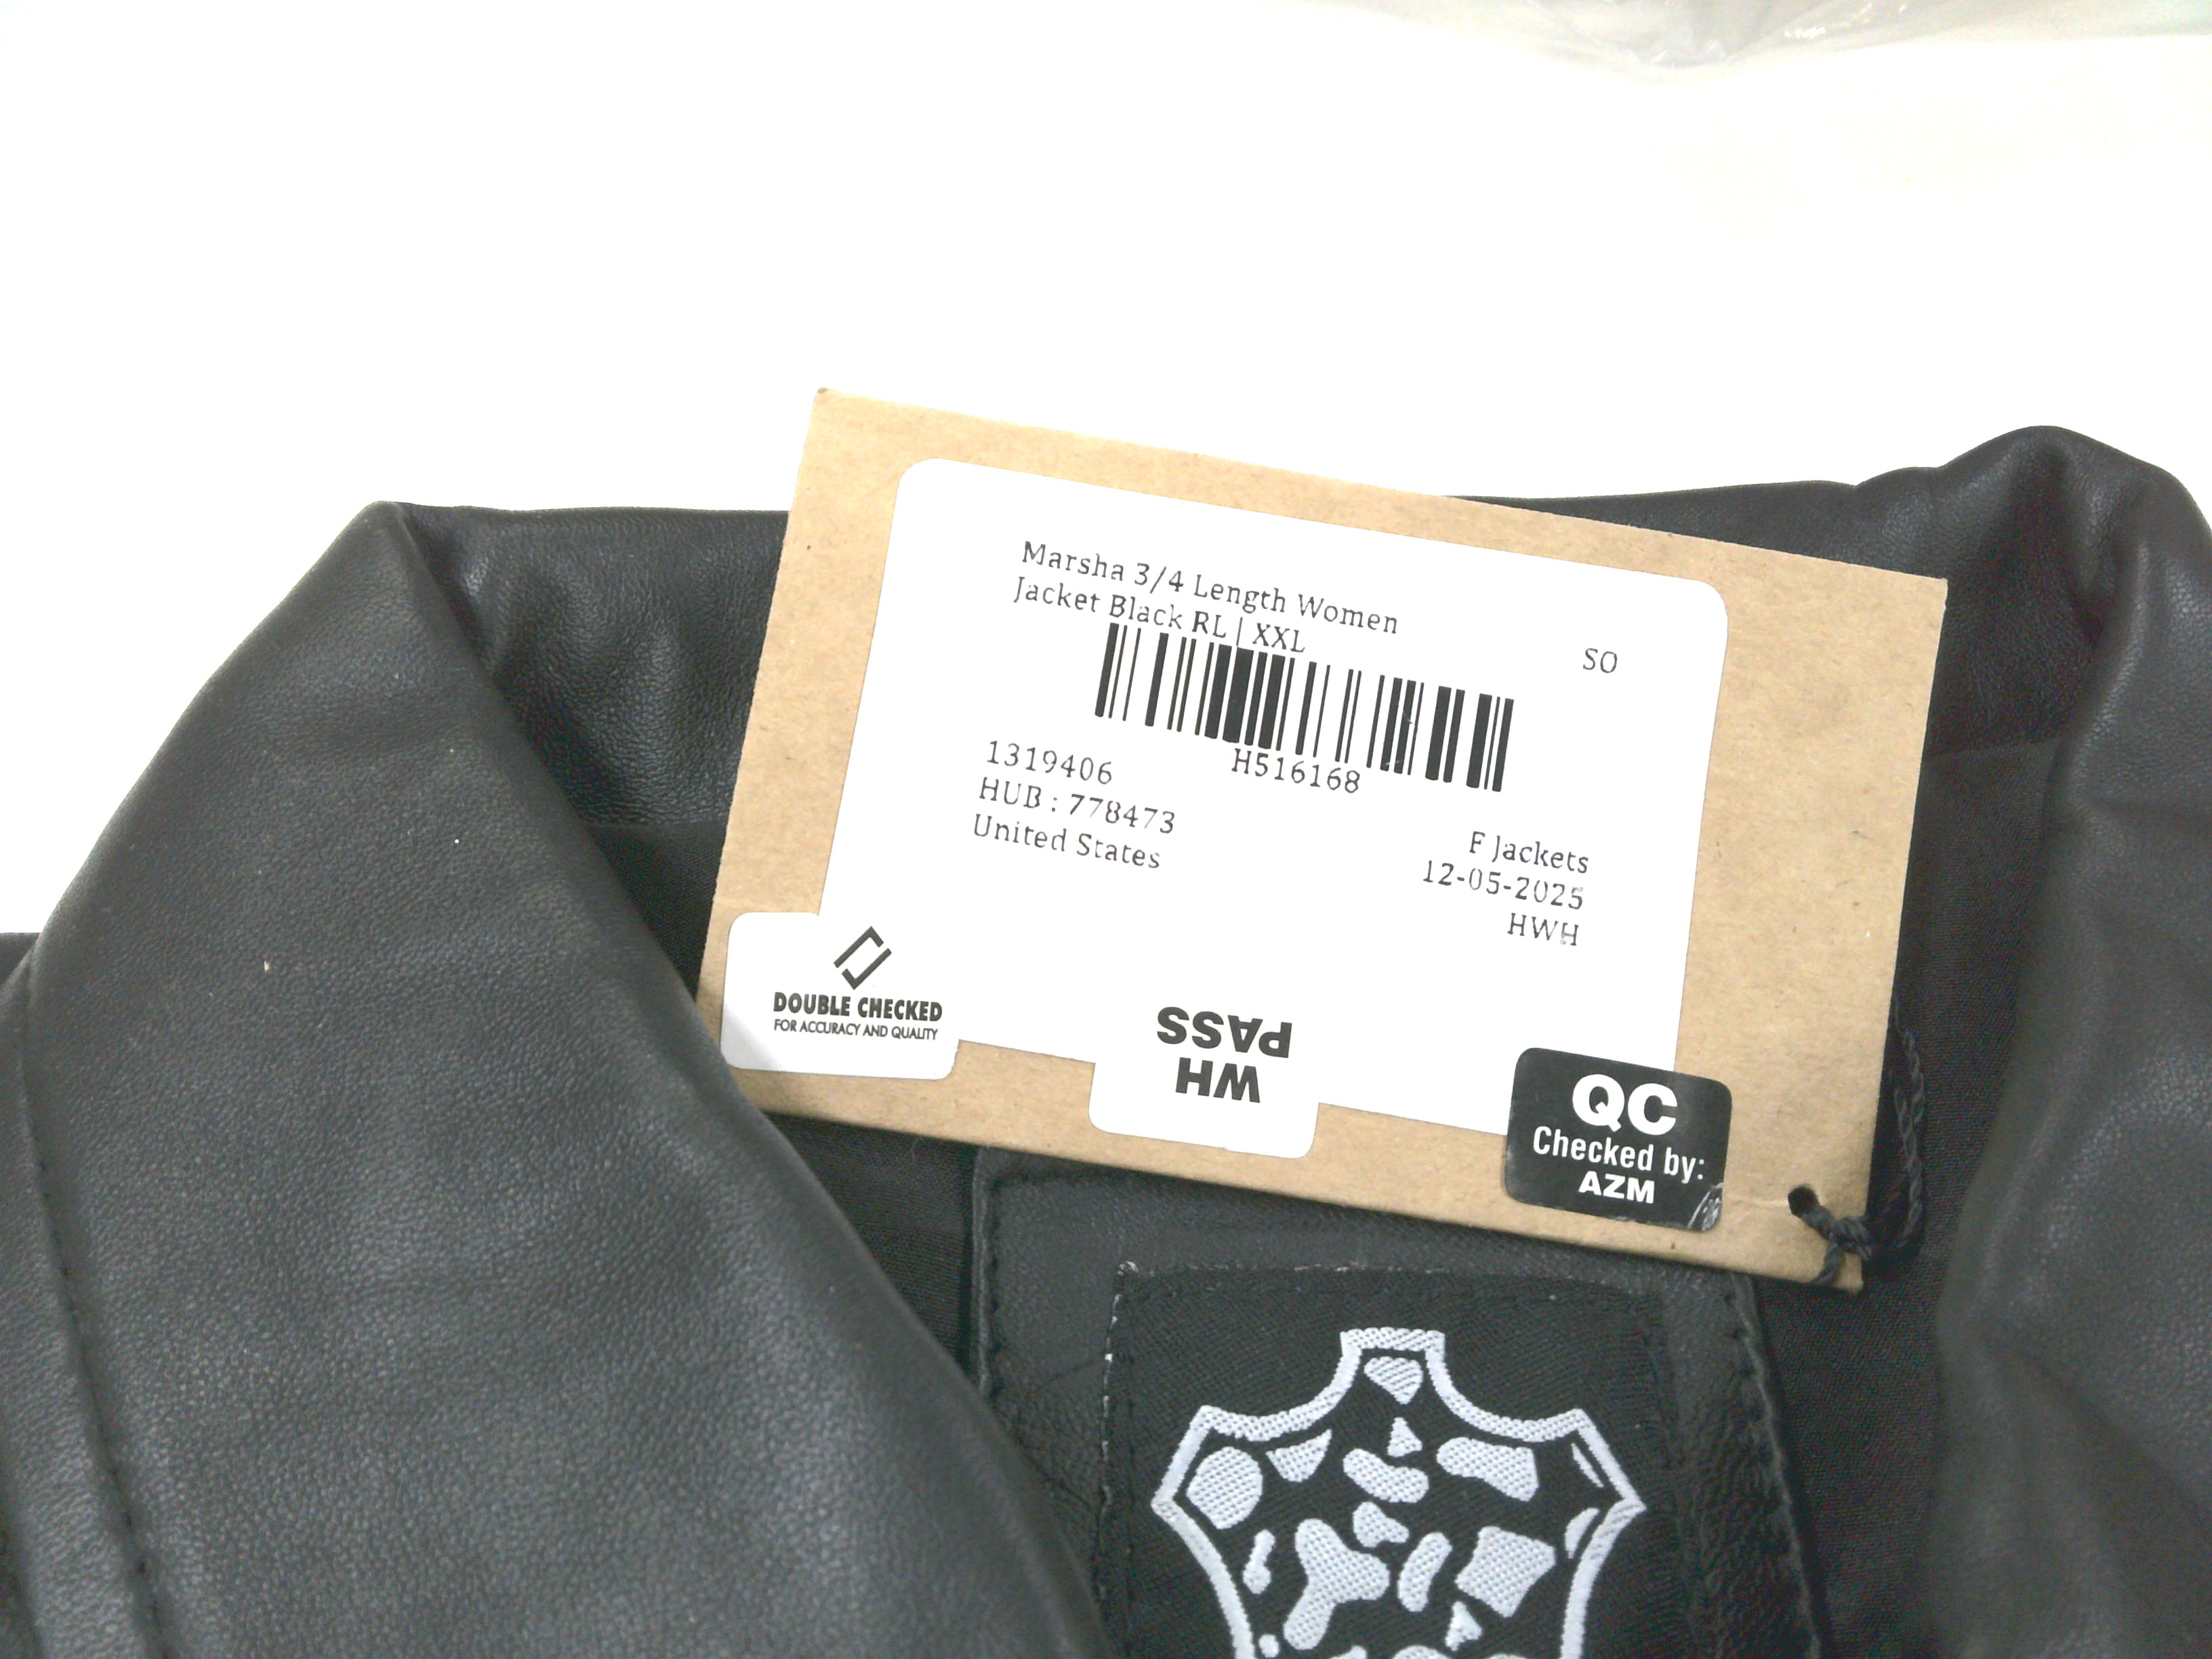 Marsha 3/4 Length Women
Jacket Black RL | XXL
SO
H516168
1319406
HUB : 778473
United States
F Jackets
12-05-2025
HWH
DOUBLE CHECKED
FOR ACCURACY AND QUALITY
WH
PASS
QC
Checked by:
AZM